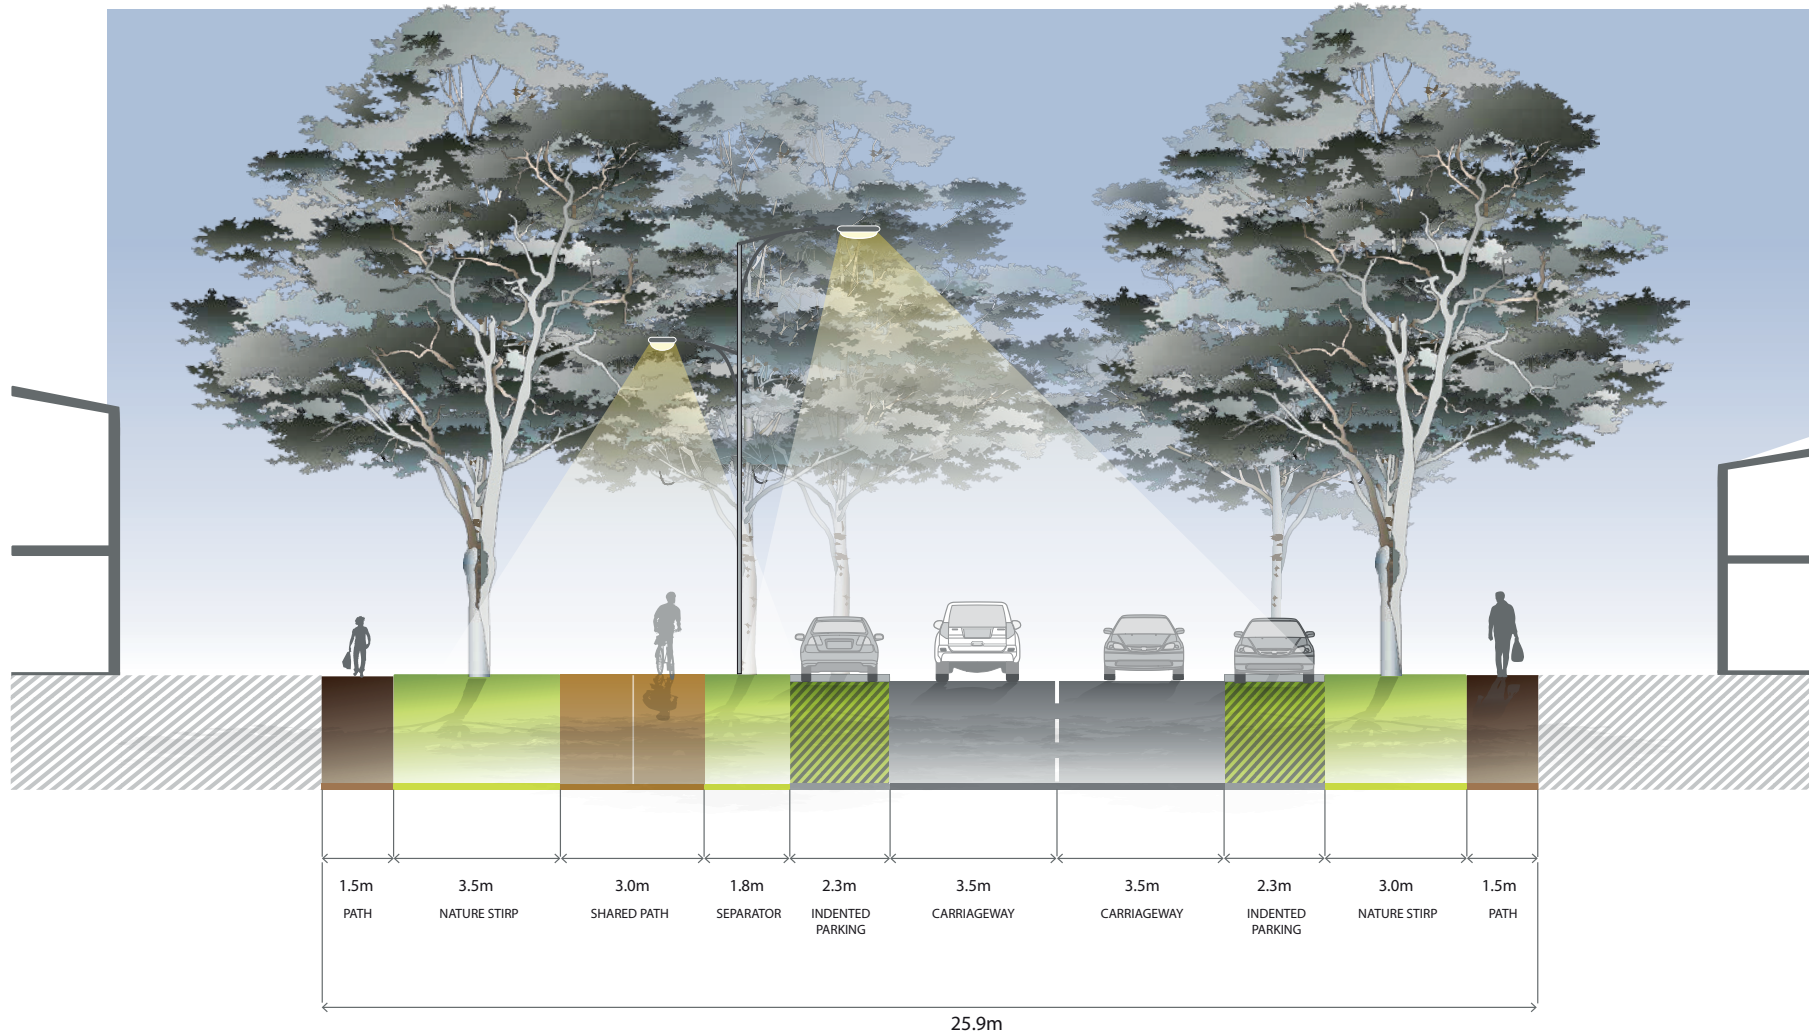 1.5m 3.5m 3.0m 1.8m 2.3m 3.5m 3.5m 2.3m 3.0m 1.5m
PATH NATURE STIRP SHARED PATH SEPARATOR INDENTED CARRIAGEWAY CARRIAGEWAY INDENTED NATURE STIRP PATH
PARKING PARKING
25.9m